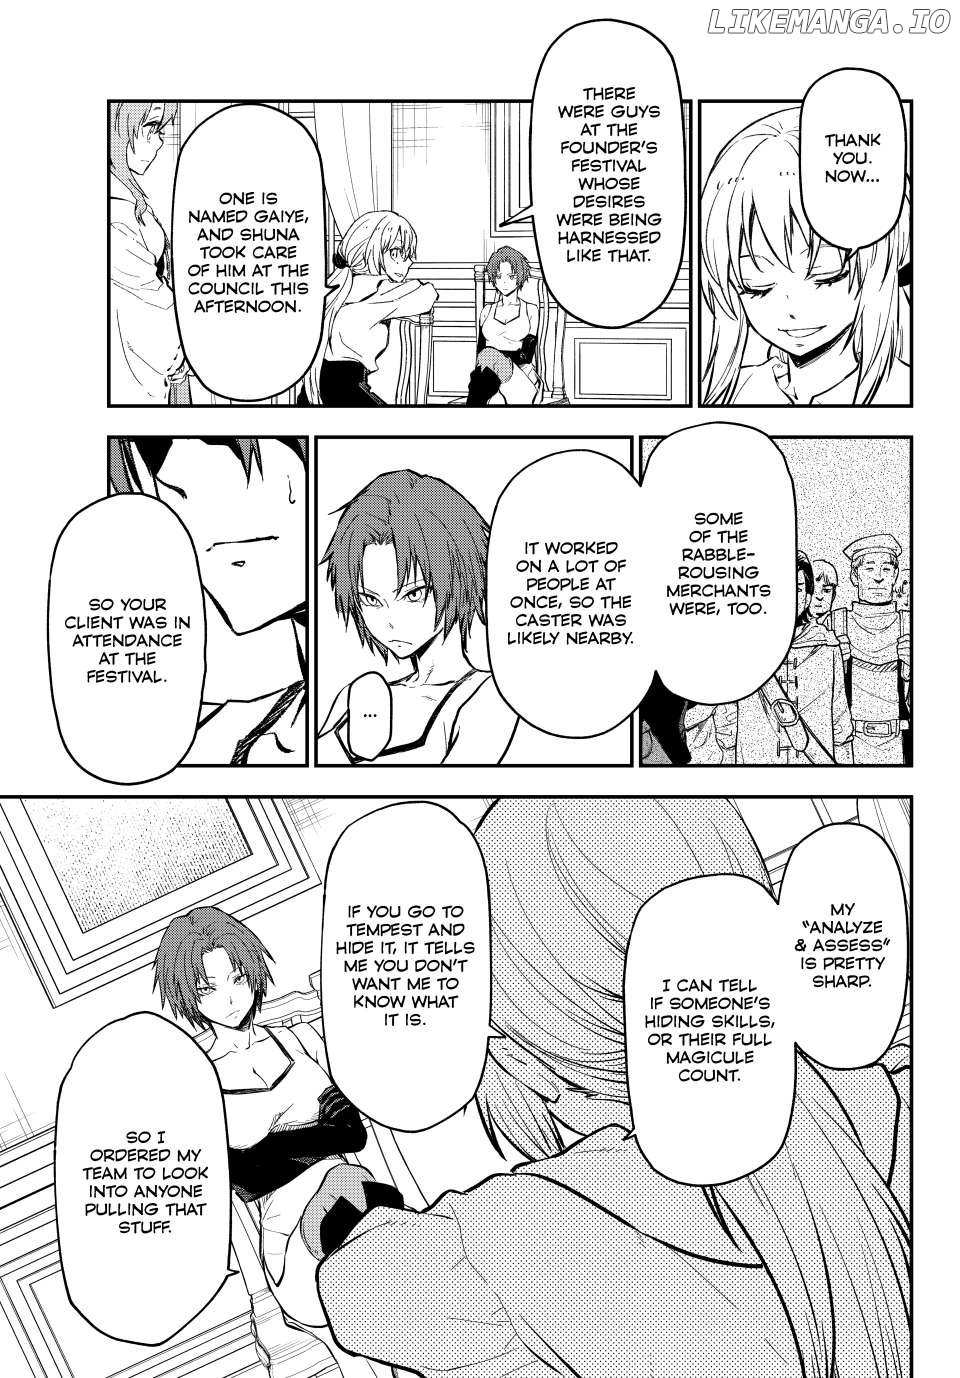 LIKEMANGA.IO
THANK
YOU.
NOW...
THERE
WERE GUYS
AT THE
FOUNDER'S
FESTIVAL
WHOSE
DESIRES
WERE BEING
HARNESSED
LIKE THAT.
ONE IS
NAMED GAIYE,
AND SHUNA
TOOK CARE
OF HIM AT THE
COUNCIL THIS
AFTERNOON.
SOME
OF THE
RABBLE-
ROUSING
MERCHANTS
WERE, TOO.
IT WORKED
ON A LOT OF
PEOPLE AT
ONCE, SO THE
CASTER WAS
LIKELY NEARBY.
...
SO YOUR
CLIENT WAS IN
ATTENDANCE
AT THE
FESTIVAL.
MY
"ANALYZE
& ASSESS"
IS PRETTY
SHARP.
I CAN TELL
IF SOMEONE'S
HIDING SKILLS,
OR THEIR FULL
MAGICULE
COUNT.
IF YOU GO TO
TEMPEST AND
HIDE IT, IT TELLS
ME YOU DON'T
WANT ME TO
KNOW WHAT
IT IS.
SO I
ORDERED MY
TEAM TO LOOK
INTO ANYONE
PULLING THAT
STUFF.